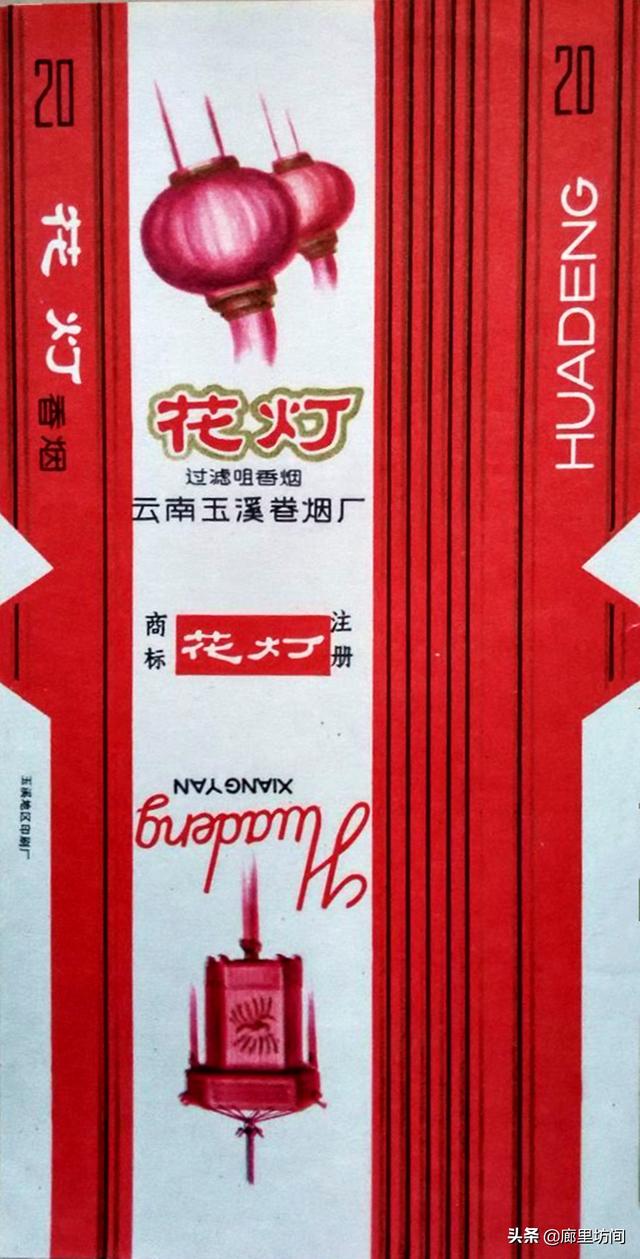 20
花灯
香烟
花灯
过滤咀香烟
云南玉溪卷烟厂
商标
花灯
注册
XIANGYAN
Huadeng
20
HUADENG
玉溪地区印刷厂
头条 @廊里坊间